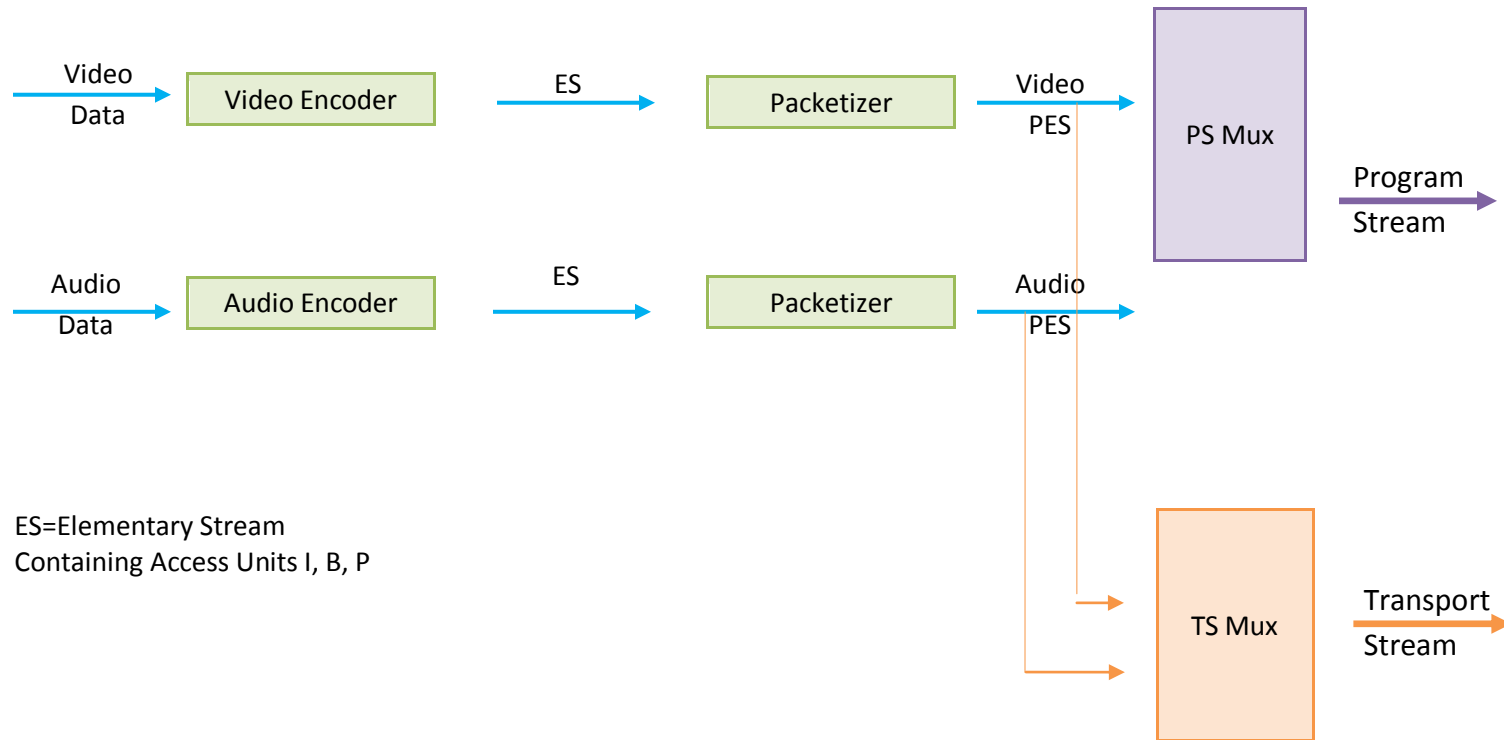 Video
Data
Video Encoder
ES
Packetizer
Video
PES
PS Mux
Program
Stream
Audio
Data
Audio Encoder
ES
Packetizer
Audio
PES
ES=Elementary Stream
Containing Access Units I, B, P
TS Mux
Transport
Stream